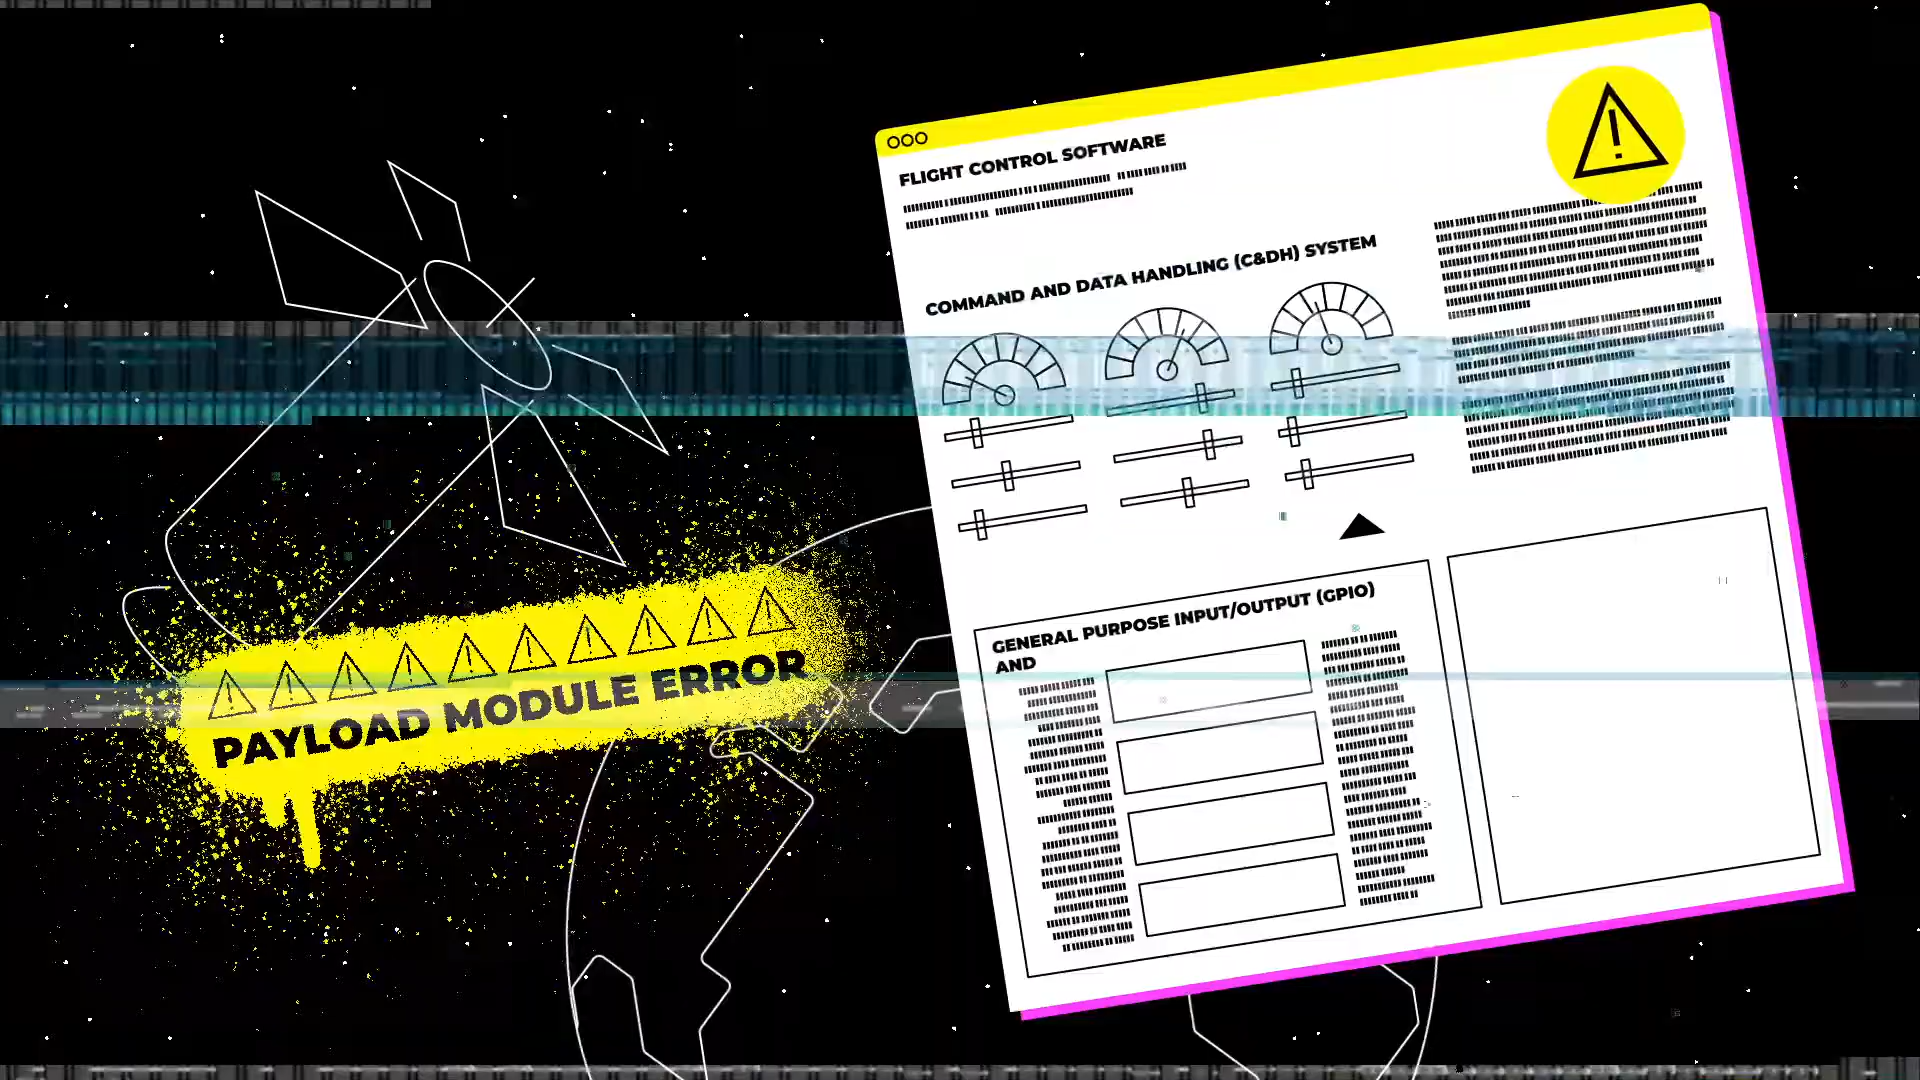 FLIGHT CONTROL SOFTWARE
COMMAND AND DATA HANDLING (C&DH) SYSTEM
GENERAL PURPOSE INPUT/OUTPUT (GPIO)
AND
PAYLOAD MODULE ERROR